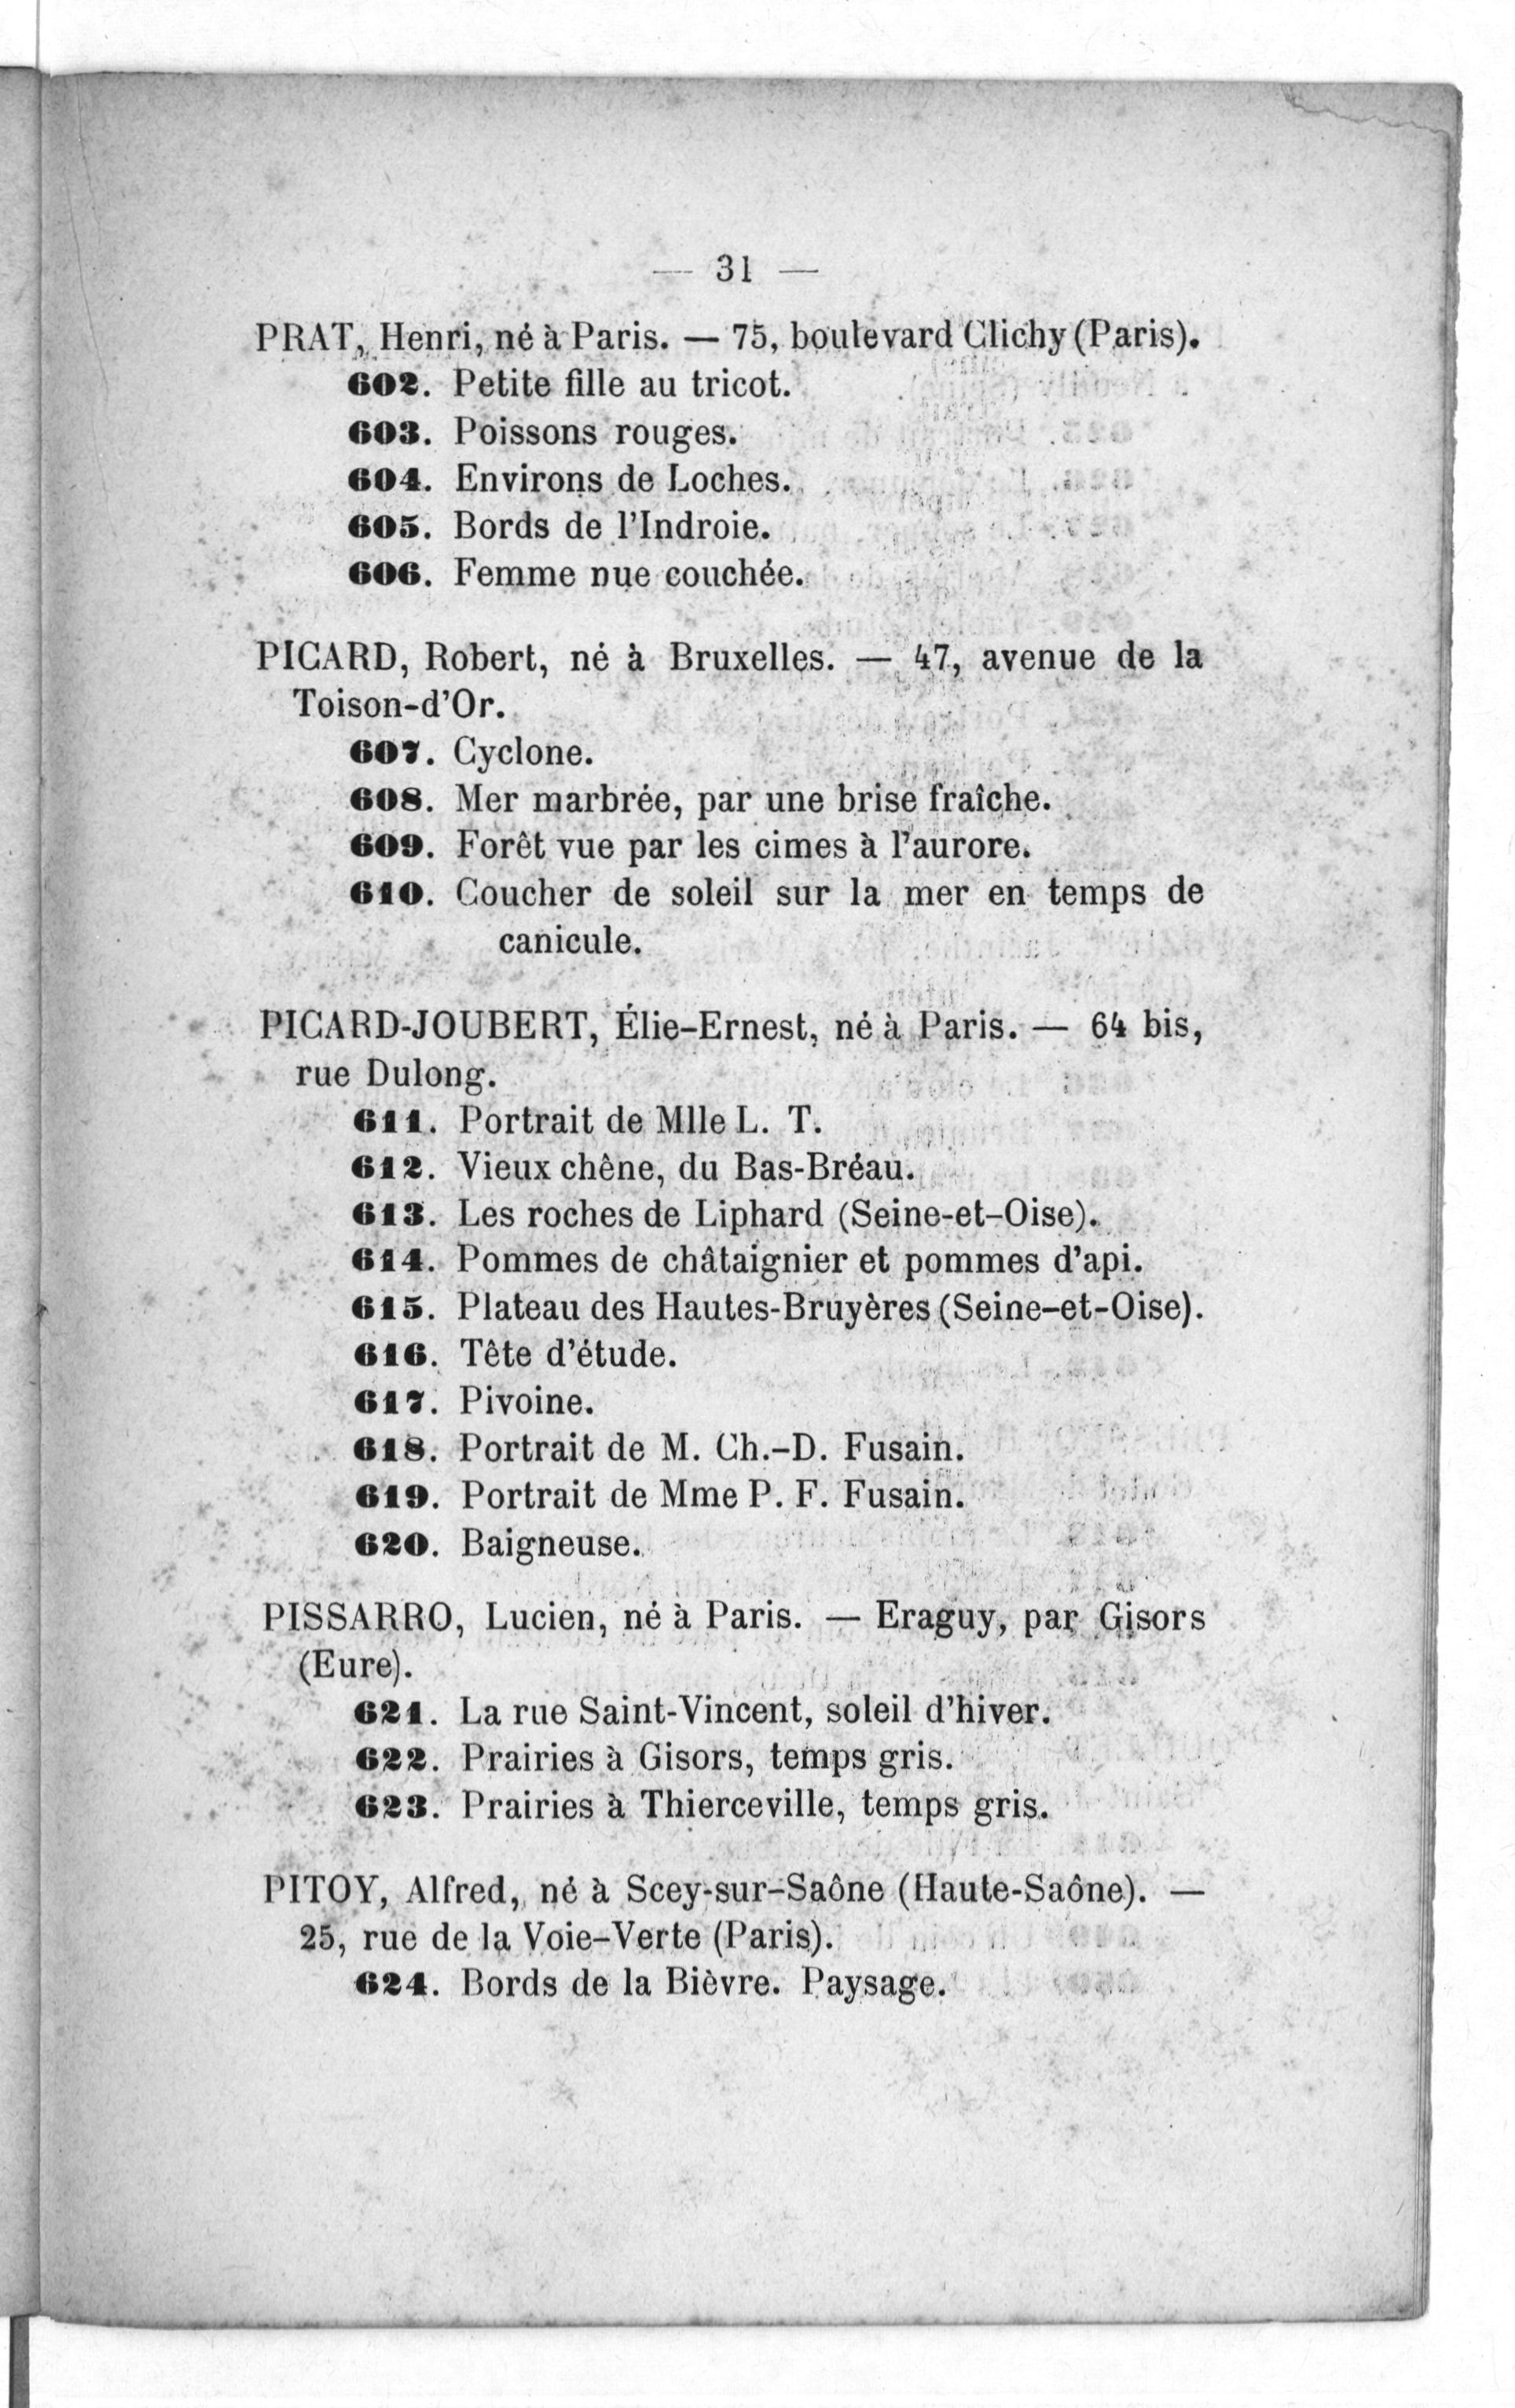 — 31 —
PRAT, Henri, né à Paris. — 75, boulevard Clichy (Paris).
602. Petite fille au tricot.
603. Poissons rouges.
604. Environs de Loches.
605. Bords de l'Indroie.
606. Femme nue couchée.
PICARD, Robert, né à Bruxelles. — 47, avenue de la
Toison-d'Or.
607. Cyclone.
608. Mer marbrée, par une brise fraîche.
609. Forêt vue par les cimes à l'aurore.
610. Coucher de soleil sur la mer en temps de
canicule.
PICARD-JOUBERT, Élie-Ernest, né à Paris. — 64 bis,
rue Dulong.
611. Portrait de Mlle L. T.
612. Vieux chêne, du Bas-Bréau.
613. Les roches de Liphard (Seine-et-Oise).
614. Pommes de châtaignier et pommes d'api.
615. Plateau des Hautes-Bruyères (Seine-et-Oise).
616. Tête d'étude.
617. Pivoine.
618. Portrait de M. Ch.-D. Fusain.
619. Portrait de Mme P. F. Fusain.
620. Baigneuse.
PISSARRO, Lucien, né à Paris. — Eraguy, par Gisors
(Eure).
621. La rue Saint-Vincent, soleil d'hiver.
622. Prairies à Gisors, temps gris.
623. Prairies à Thierceville, temps gris.
PITOY, Alfred, né à Scey-sur-Saône (Haute-Saône). —
25, rue de la Voie-Verte (Paris).
624. Bords de la Bièvre. Paysage.